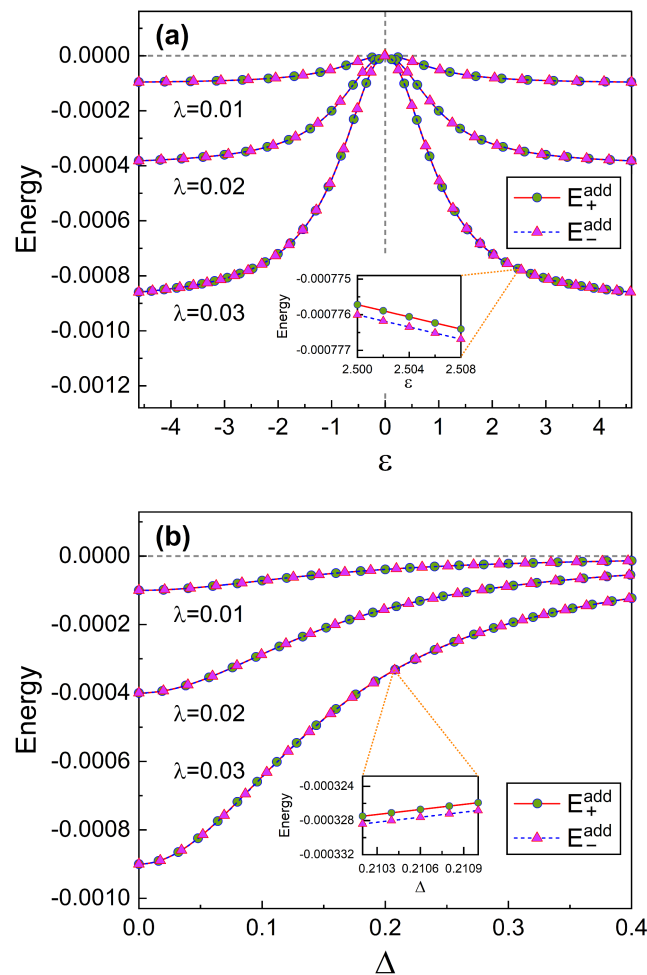 (a)
0.0000
-0.0002
-0.0004
-0.0006
-0.0008
-0.0010
-0.0012
Energy
λ=0.01
λ=0.02
λ=0.03
E+^add
E-^add
-0.000775
-0.000776
-0.000777
Energy
2.500 2.504 2.508
ε
-4 -3 -2 -1 0 1 2 3 4
ε
(b)
0.0000
-0.0002
-0.0004
-0.0006
-0.0008
-0.0010
Energy
λ=0.01
λ=0.02
λ=0.03
-0.000324
-0.000328
-0.000332
Energy
0.2103 0.2106 0.2109
Δ
E+^add
E-^add
0.0 0.1 0.2 0.3 0.4
Δ